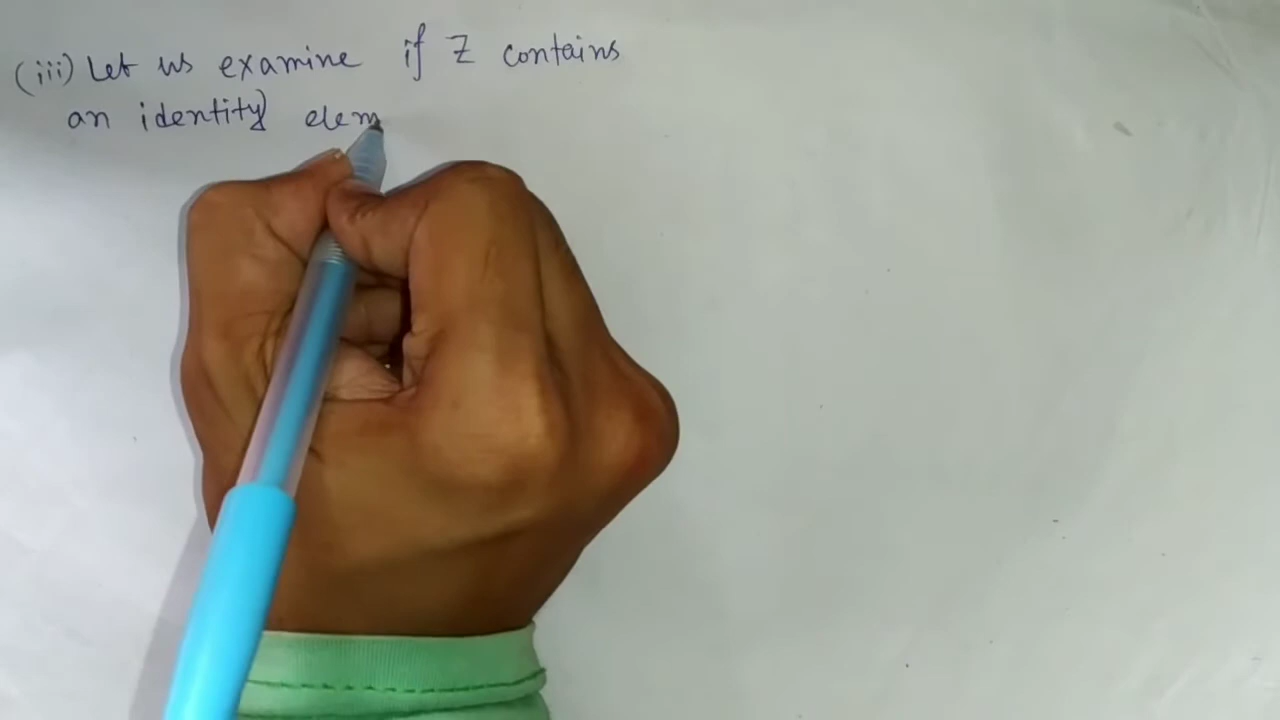 (iii) Let us examine if Z contains
an identity elem